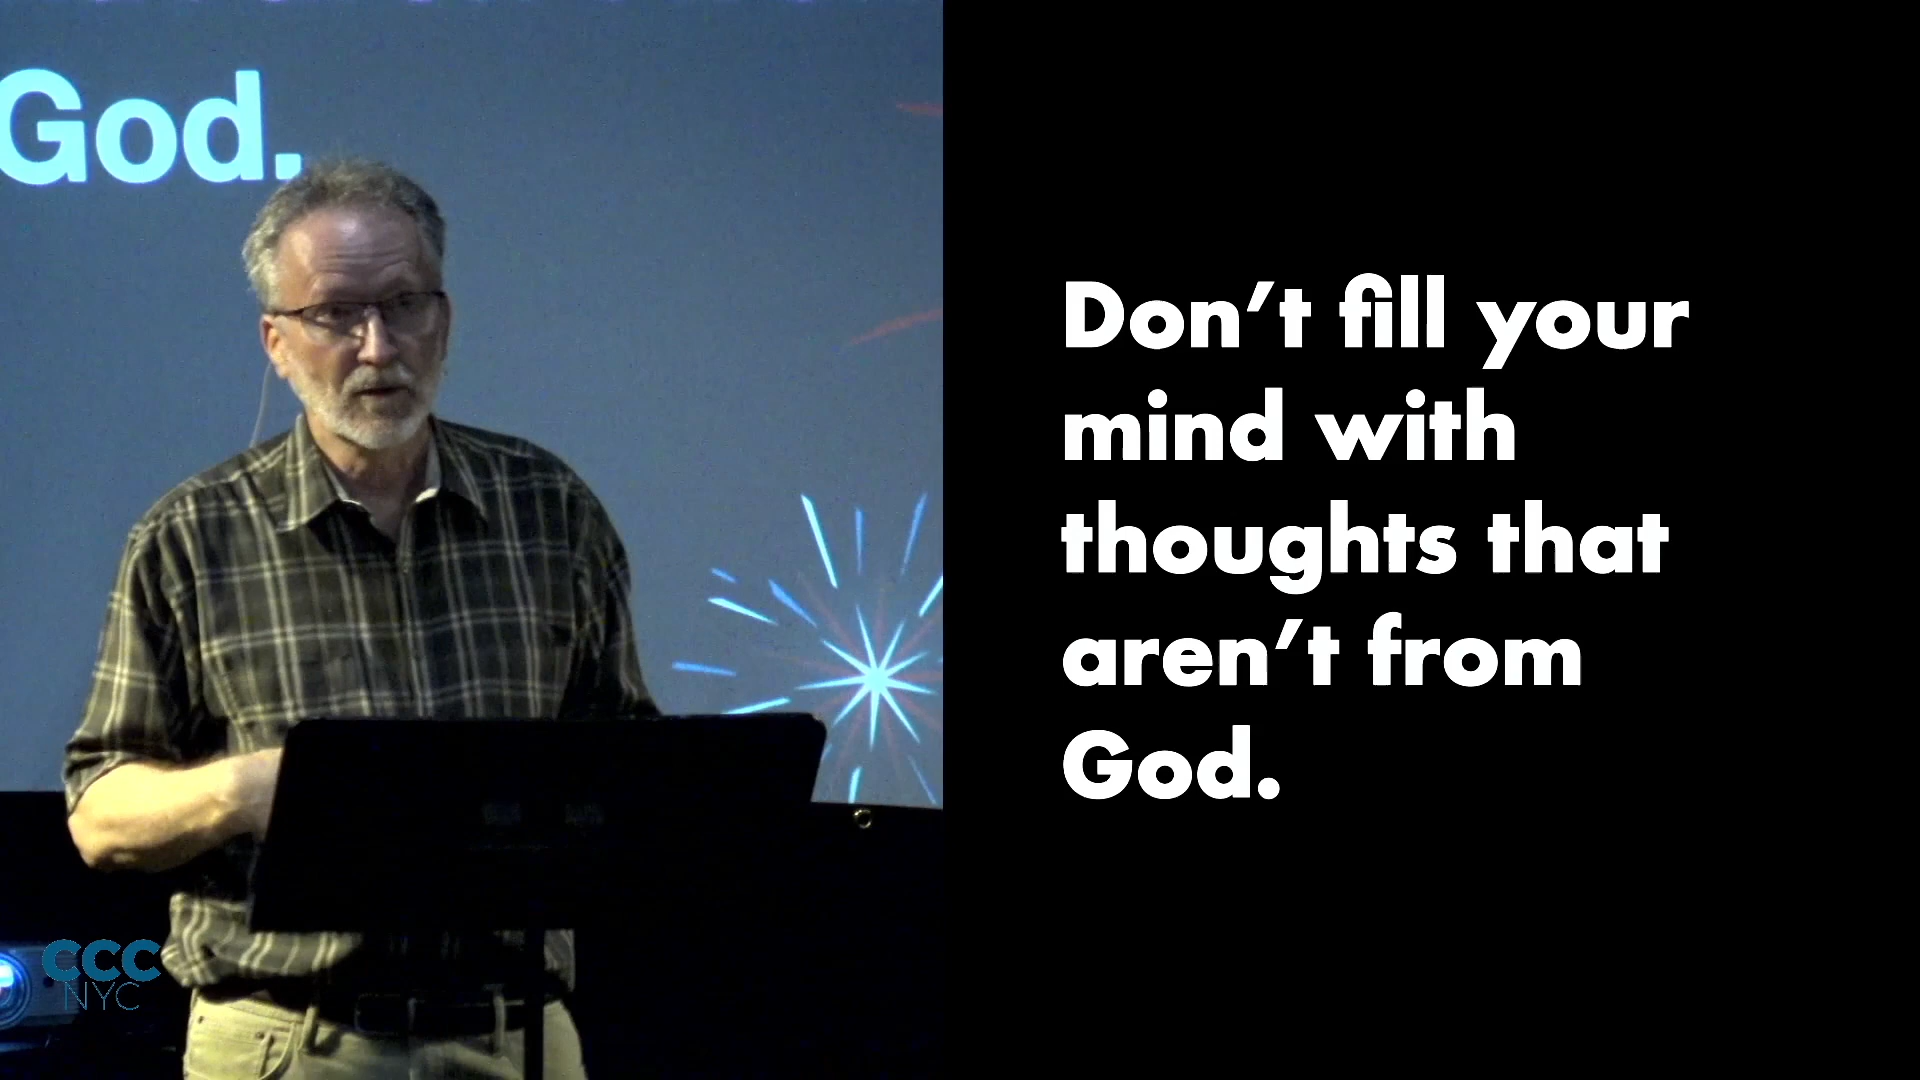 God.
Don’t fill your
mind with
thoughts that
aren’t from
God.
CCC
NYC